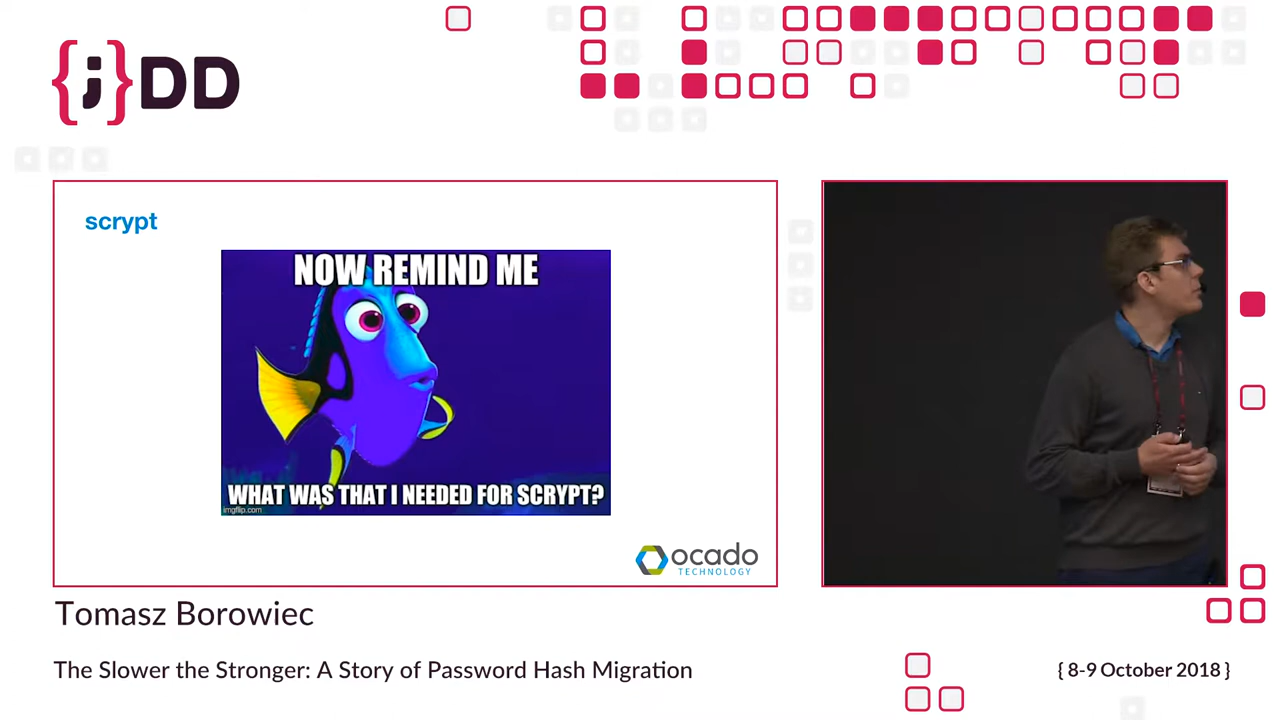 {j}DD
scrypt
NOW REMIND ME
WHAT WAS THAT I NEEDED FOR SCRYPT?
imgflip.com
ocado
TECHNOLOGY
Tomasz Borowiec
The Slower the Stronger: A Story of Password Hash Migration
{ 8-9 October 2018 }